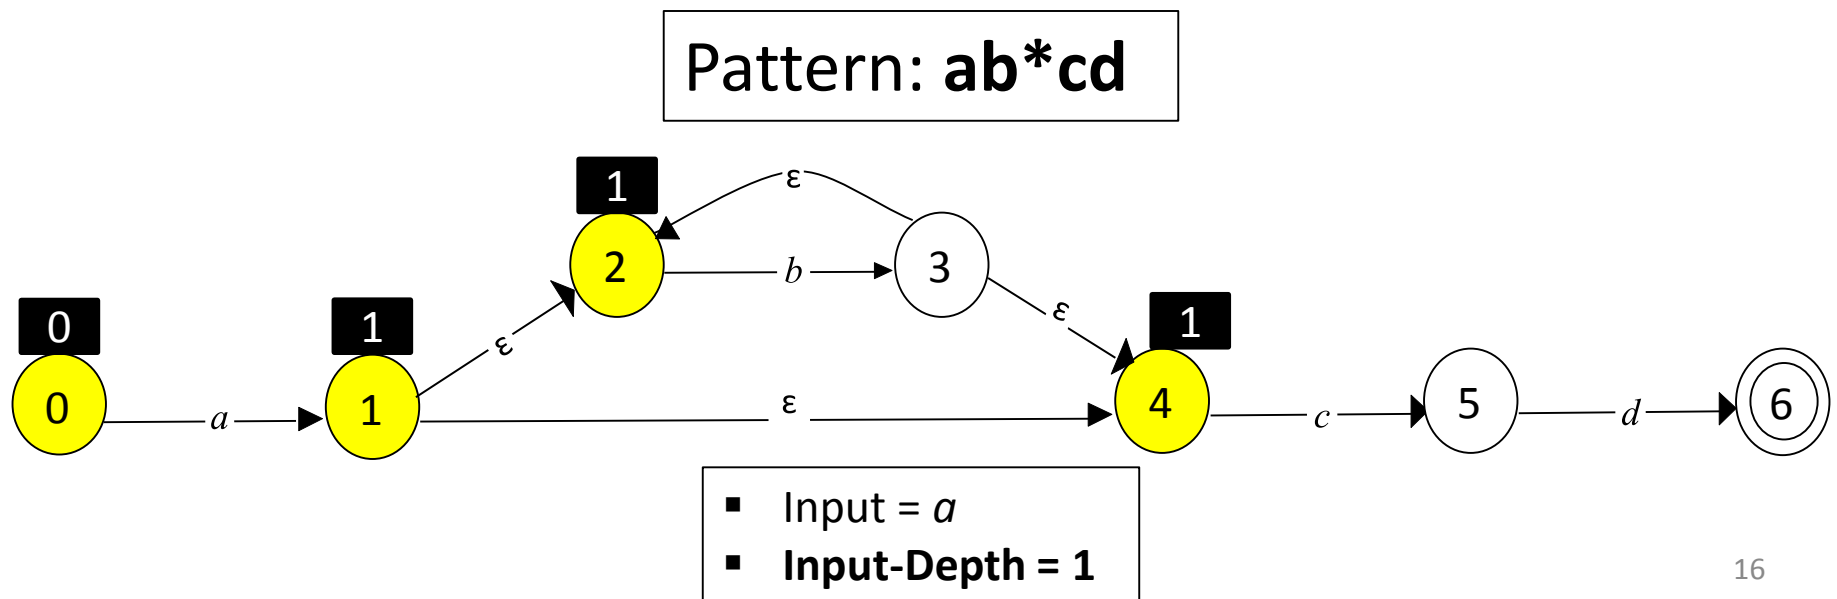 Pattern: ab*cd
1
ε
2
b
3
0
1
ε
ε
1
0
a
1
ε
4
c
5
d
6
▪ Input = a
▪ Input-Depth = 1
16